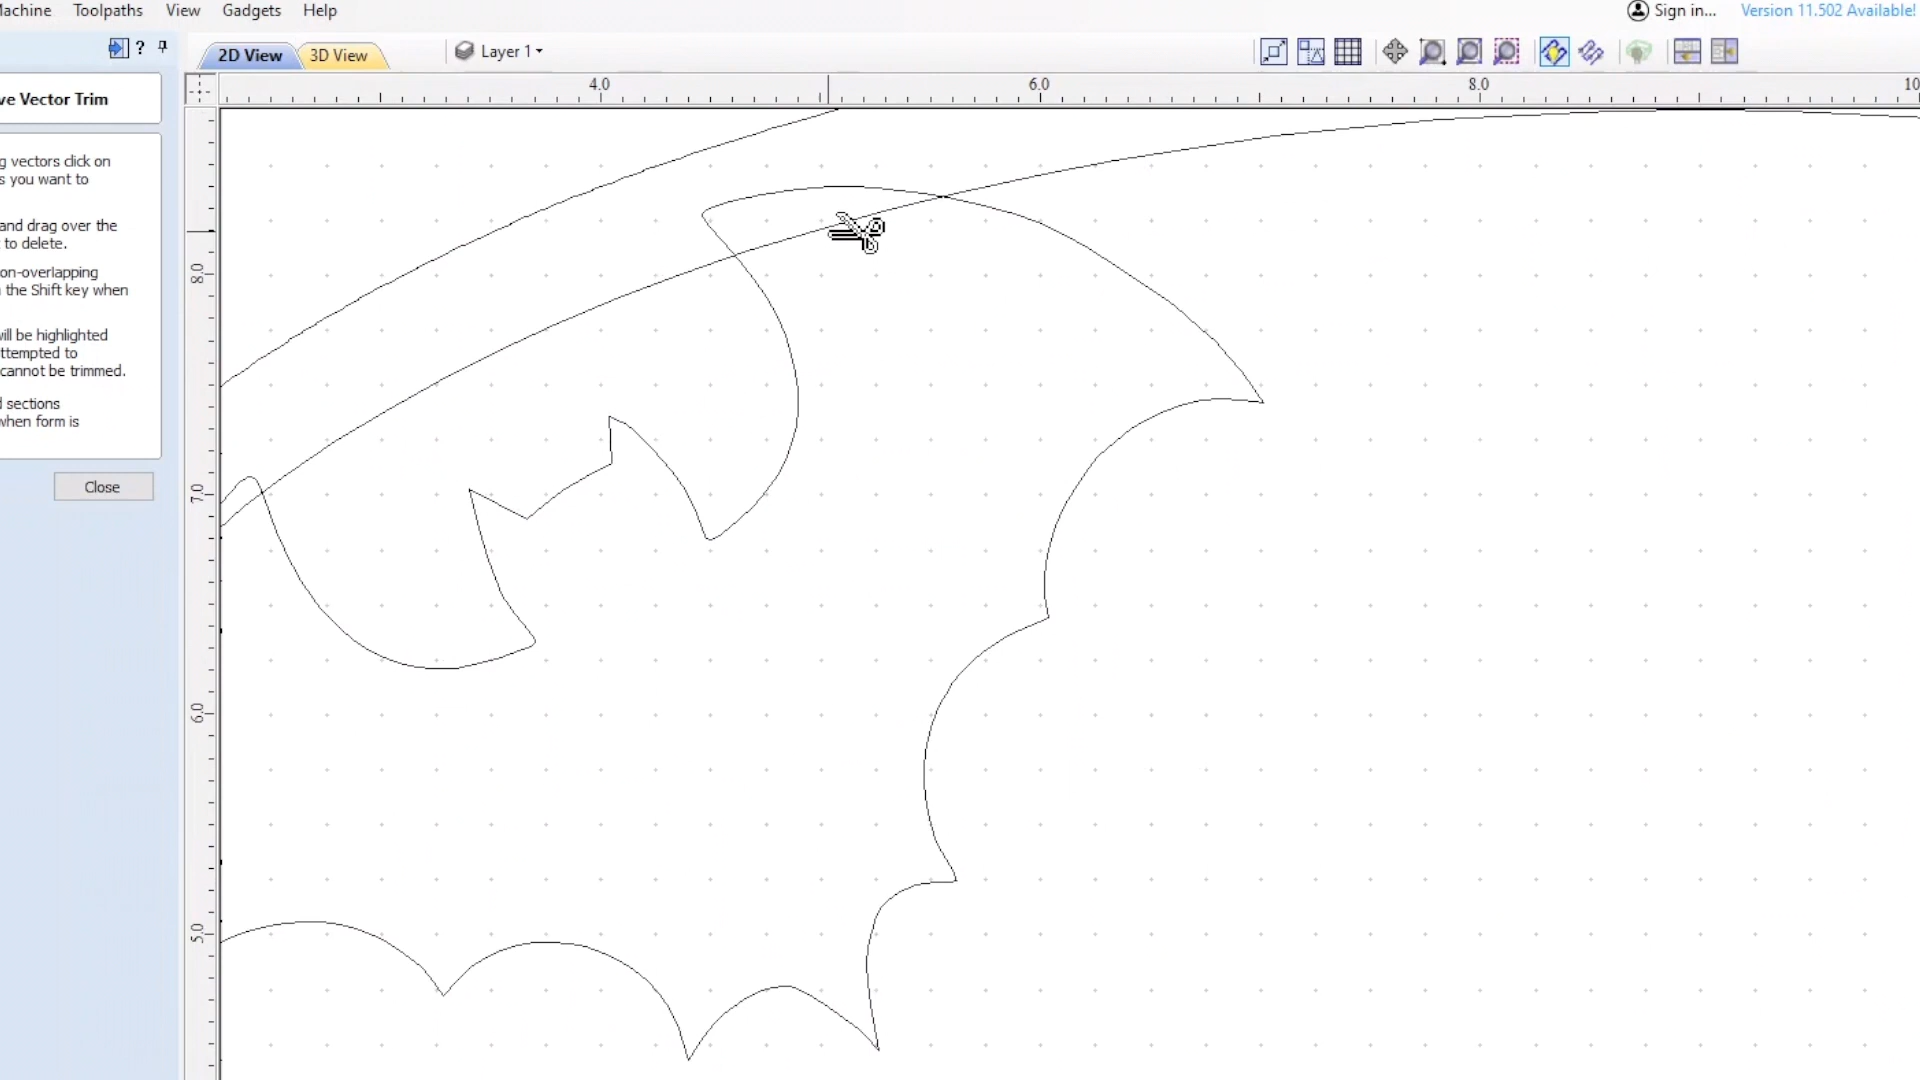 Machine Toolpaths View Gadgets Help Sign in... Version 11.502 Available!
?
2D View 3D View Layer 1
4.0 6.0 8.0 10
ve Vector Trim
g vectors click on
s you want to
and drag over the
to delete.
on-overlapping
the Shift key when
will be highlighted
ttempted to
cannot be trimmed.
d sections
when form is
Close
8.0
7.0
6.0
5.0